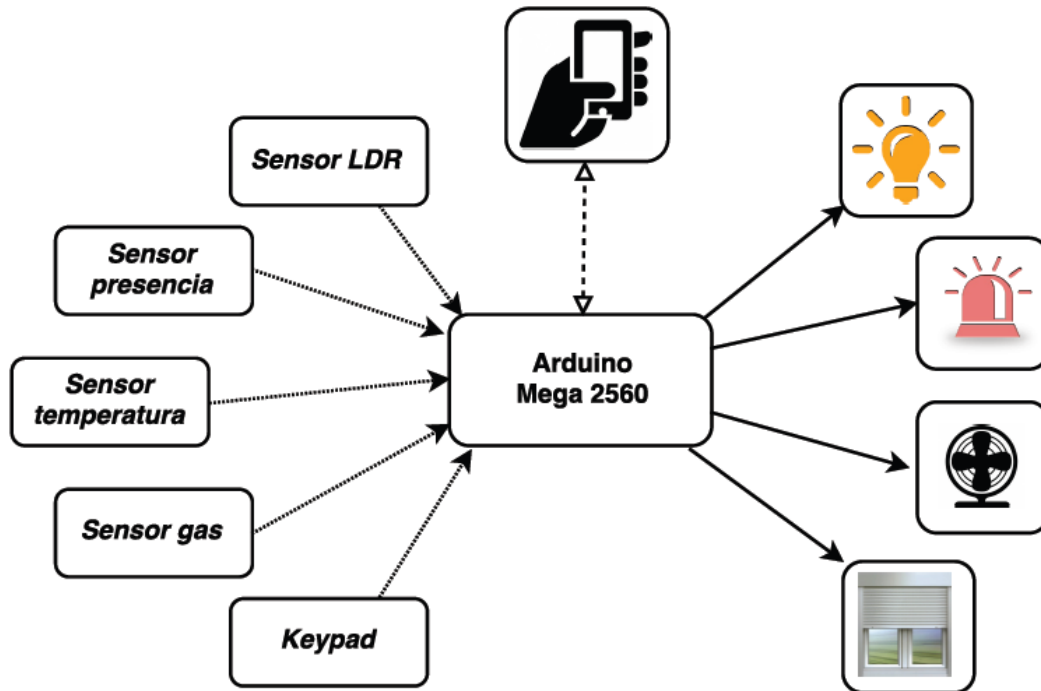 Sensor LDR
Sensor
presencia
Sensor
temperatura
Sensor gas
Keypad
Arduino
Mega 2560